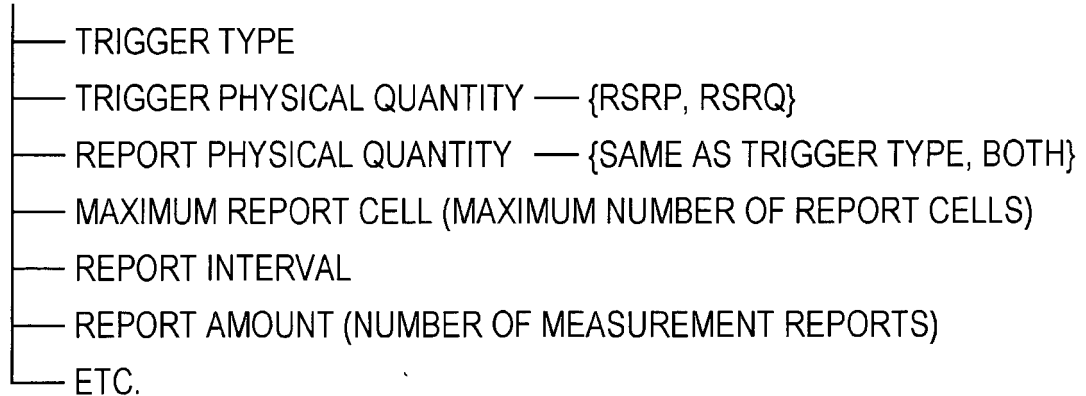 TRIGGER TYPE
TRIGGER PHYSICAL QUANTITY — {RSRP, RSRQ}
REPORT PHYSICAL QUANTITY — {SAME AS TRIGGER TYPE, BOTH}
MAXIMUM REPORT CELL (MAXIMUM NUMBER OF REPORT CELLS)
REPORT INTERVAL
REPORT AMOUNT (NUMBER OF MEASUREMENT REPORTS)
ETC.